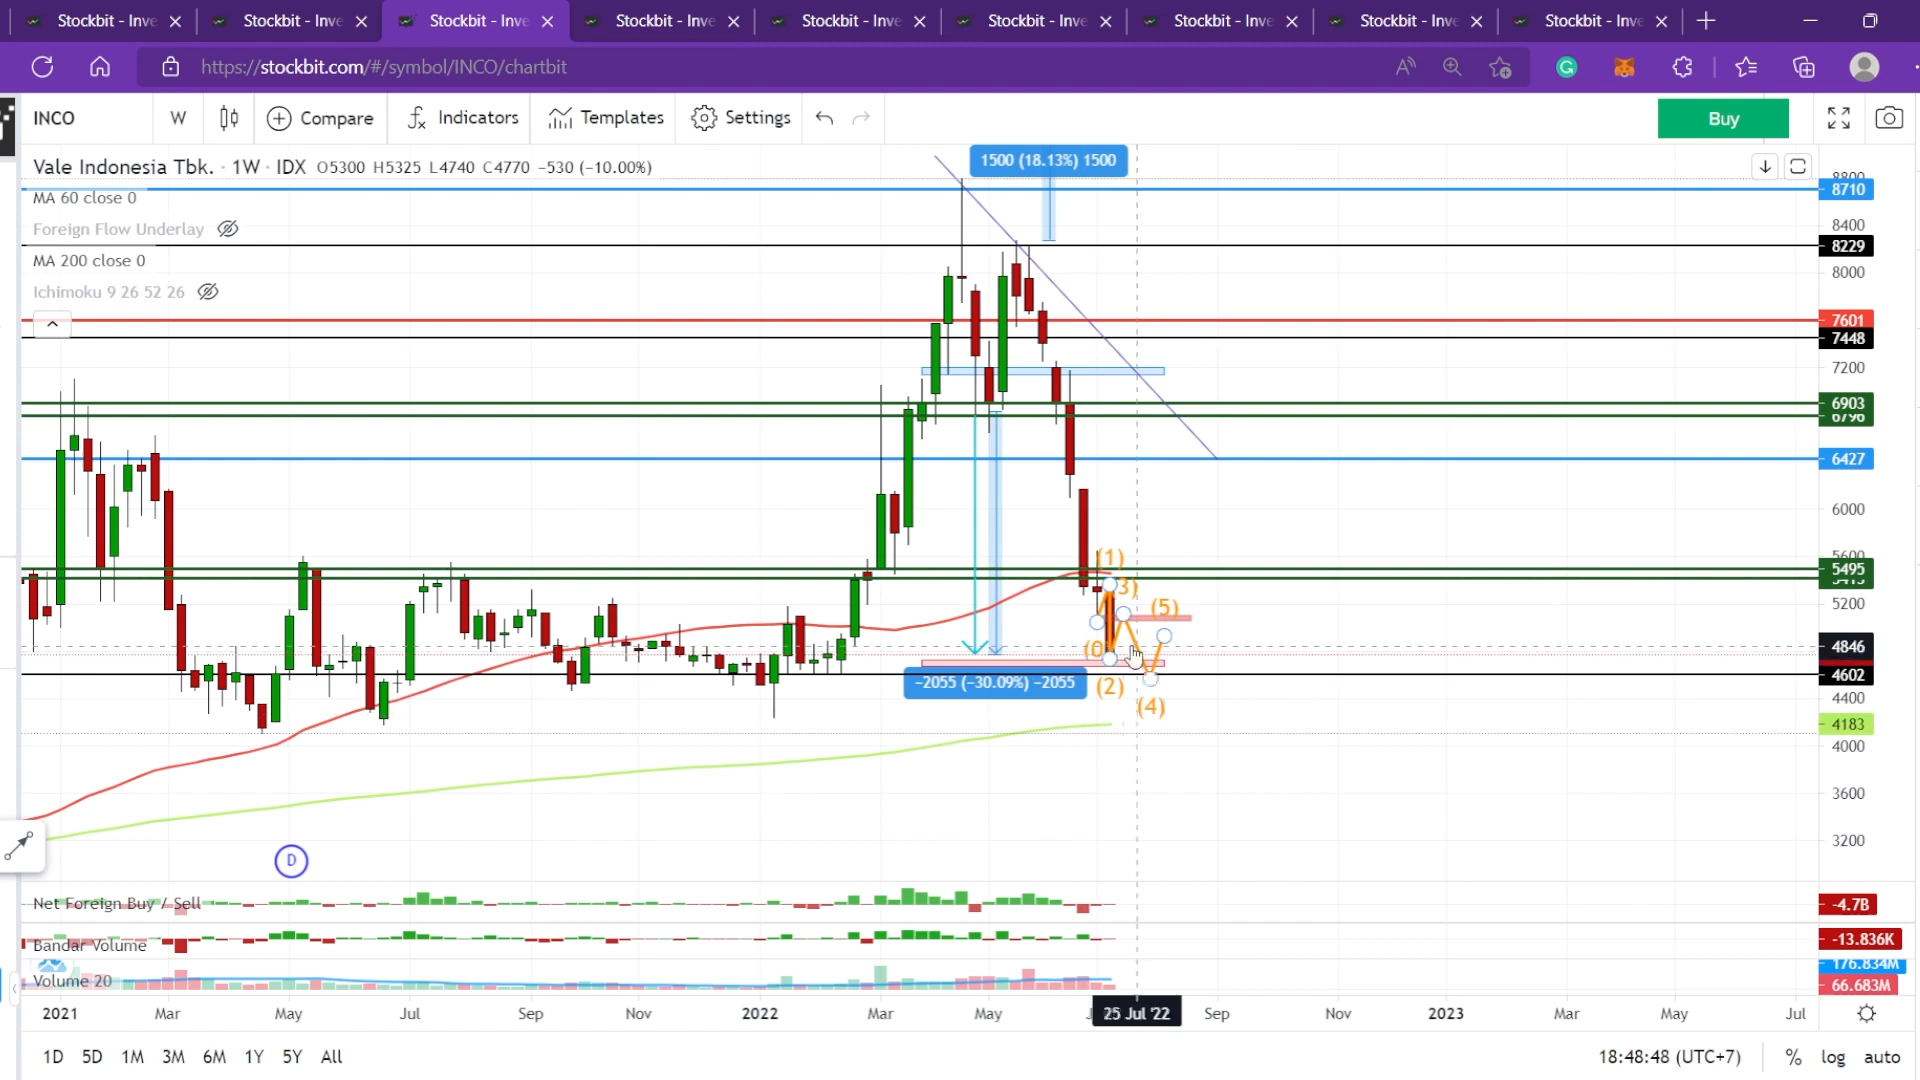 Stockbit - Inve Stockbit - Inve Stockbit - Inve Stockbit - Inve Stockbit - Inve Stockbit - Inve Stockbit - Inve Stockbit - Inve Stockbit - Inve
https://stockbit.com/#/symbol/INCO/chartbit
INCO W Compare Indicators Templates Settings Buy
Vale Indonesia Tbk. · 1W · IDX O5300 H5325 L4740 C4770 −530 (−10.00%)
MA 60 close 0
Foreign Flow Underlay
MA 200 close 0
Ichimoku 9 26 52 26
1500 (18.13%) 1500
8800
8710
8400
8229
8000
7601
7448
7200
6903
6796
6427
6000
5600
5495
5200
4846
4602
4400
4183
4000
3600
3200
(1)
3)
(5)
(0
(2)
(4)
−2055 (−30.09%) −2055
D
Net Foreign Buy / Sell -4.7B
Bandar Volume -13.836K
176.834M
Volume 20 66.683M
2021 Mar May Jul Sep Nov 2022 Mar May 25 Jul '22 Sep Nov 2023 Mar May Jul
1D 5D 1M 3M 6M 1Y 5Y All 18:48:48 (UTC+7) % log auto